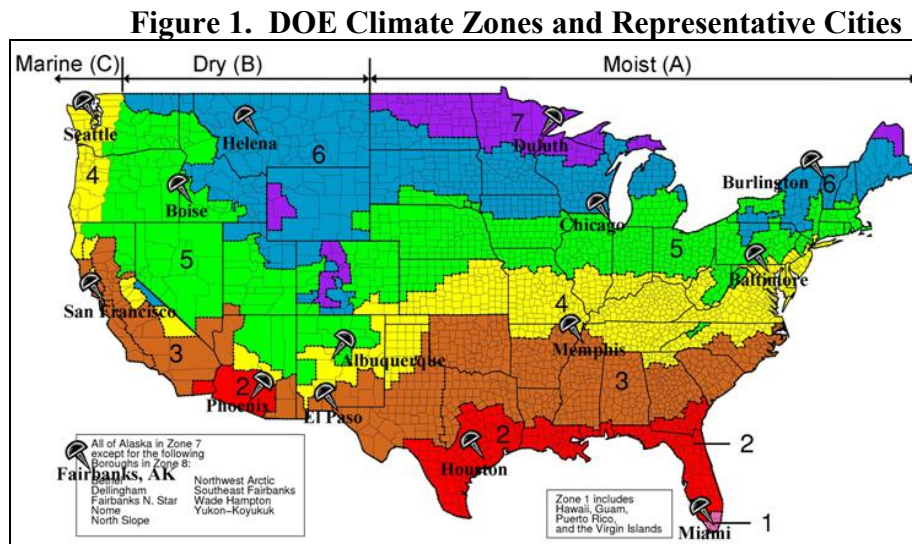 Figure 1. DOE Climate Zones and Representative Cities
Marine (C)
Dry (B)
Moist (A)
Seattle
Helena
7
Duluth
6
4
Burlington
6
Boise
Chicago
5
5
Baltimore
San Francisco
4
Albuquerque
Memphis
3
3
2
Phoenix
El Paso
2
2
Houston
Miami
1
All of Alaska in Zone 7
except for the following
Boroughs in Zone 8:
Fairbanks, AK
Dellingham
Fairbanks N. Star
Nome
North Slope
Northwest Arctic
Southeast Fairbanks
Wade Hampton
Yukon-Koyukuk
Zone 1 includes
Hawaii, Guam,
Puerto Rico,
and the Virgin Islands